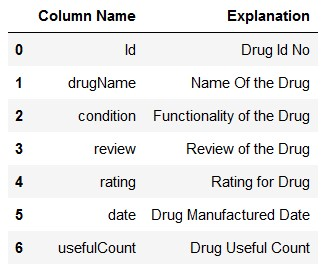 Column Name Explanation
0 Id Drug Id No
1 drugName Name Of the Drug
2 condition Functionality of the Drug
3 review Review of the Drug
4 rating Rating for Drug
5 date Drug Manufactured Date
6 usefulCount Drug Useful Count